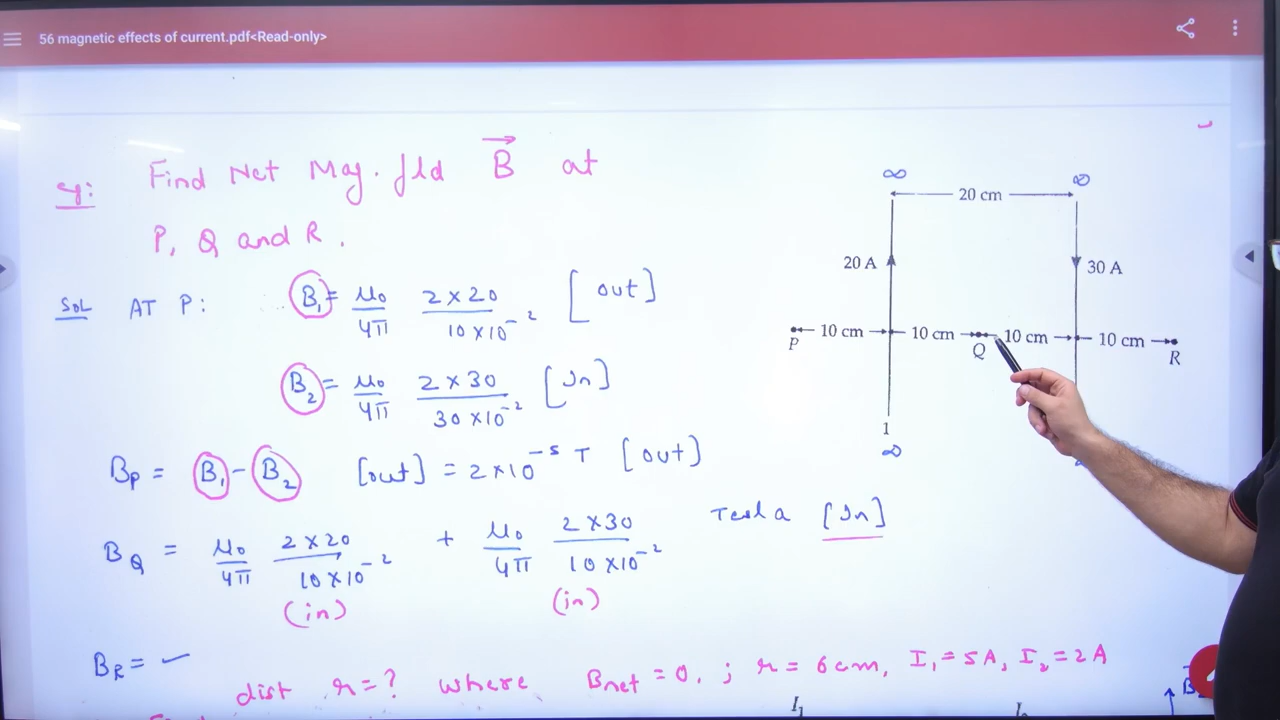 56 magnetic effects of current.pdf<Read-only>
Eg: Find Net Mag. fld B⃗ at
P, Q and R.
Sol AT P: B₁ = μ₀/4π 2×20/10×10⁻² [out]
B₂ = μ₀/4π 2×30/30×10⁻² [In]
Bp = B₁ - B₂ [out] = 2×10⁻⁵ T [out]
BQ = μ₀/4π 2×20/10×10⁻² + μ₀/4π 2×30/10×10⁻² Tesla [In]
(in) (in)
BR = ✓
dist r = ? where Bnet = 0, ; r = 6cm, I₁ = 5A, I₂ = 2A
∞ ∞
20 cm
20 A 30 A
10 cm 10 cm 10 cm 10 cm
P Q R
1
∞
I₁